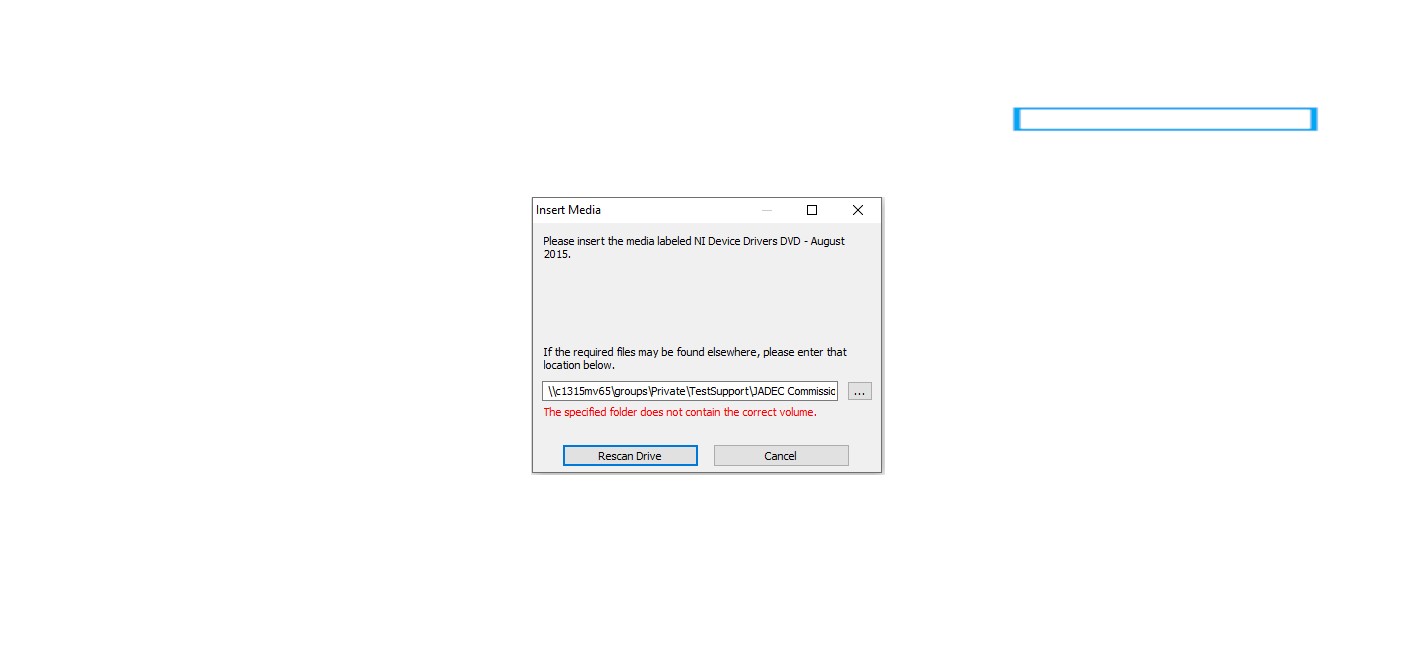 Insert Media
Please insert the media labeled NI Device Drivers DVD - August
2015.
If the required files may be found elsewhere, please enter that
location below.
\\c1315mv65\groups\Private\TestSupport\JADEC Commissic
...
The specified folder does not contain the correct volume.
Rescan Drive
Cancel